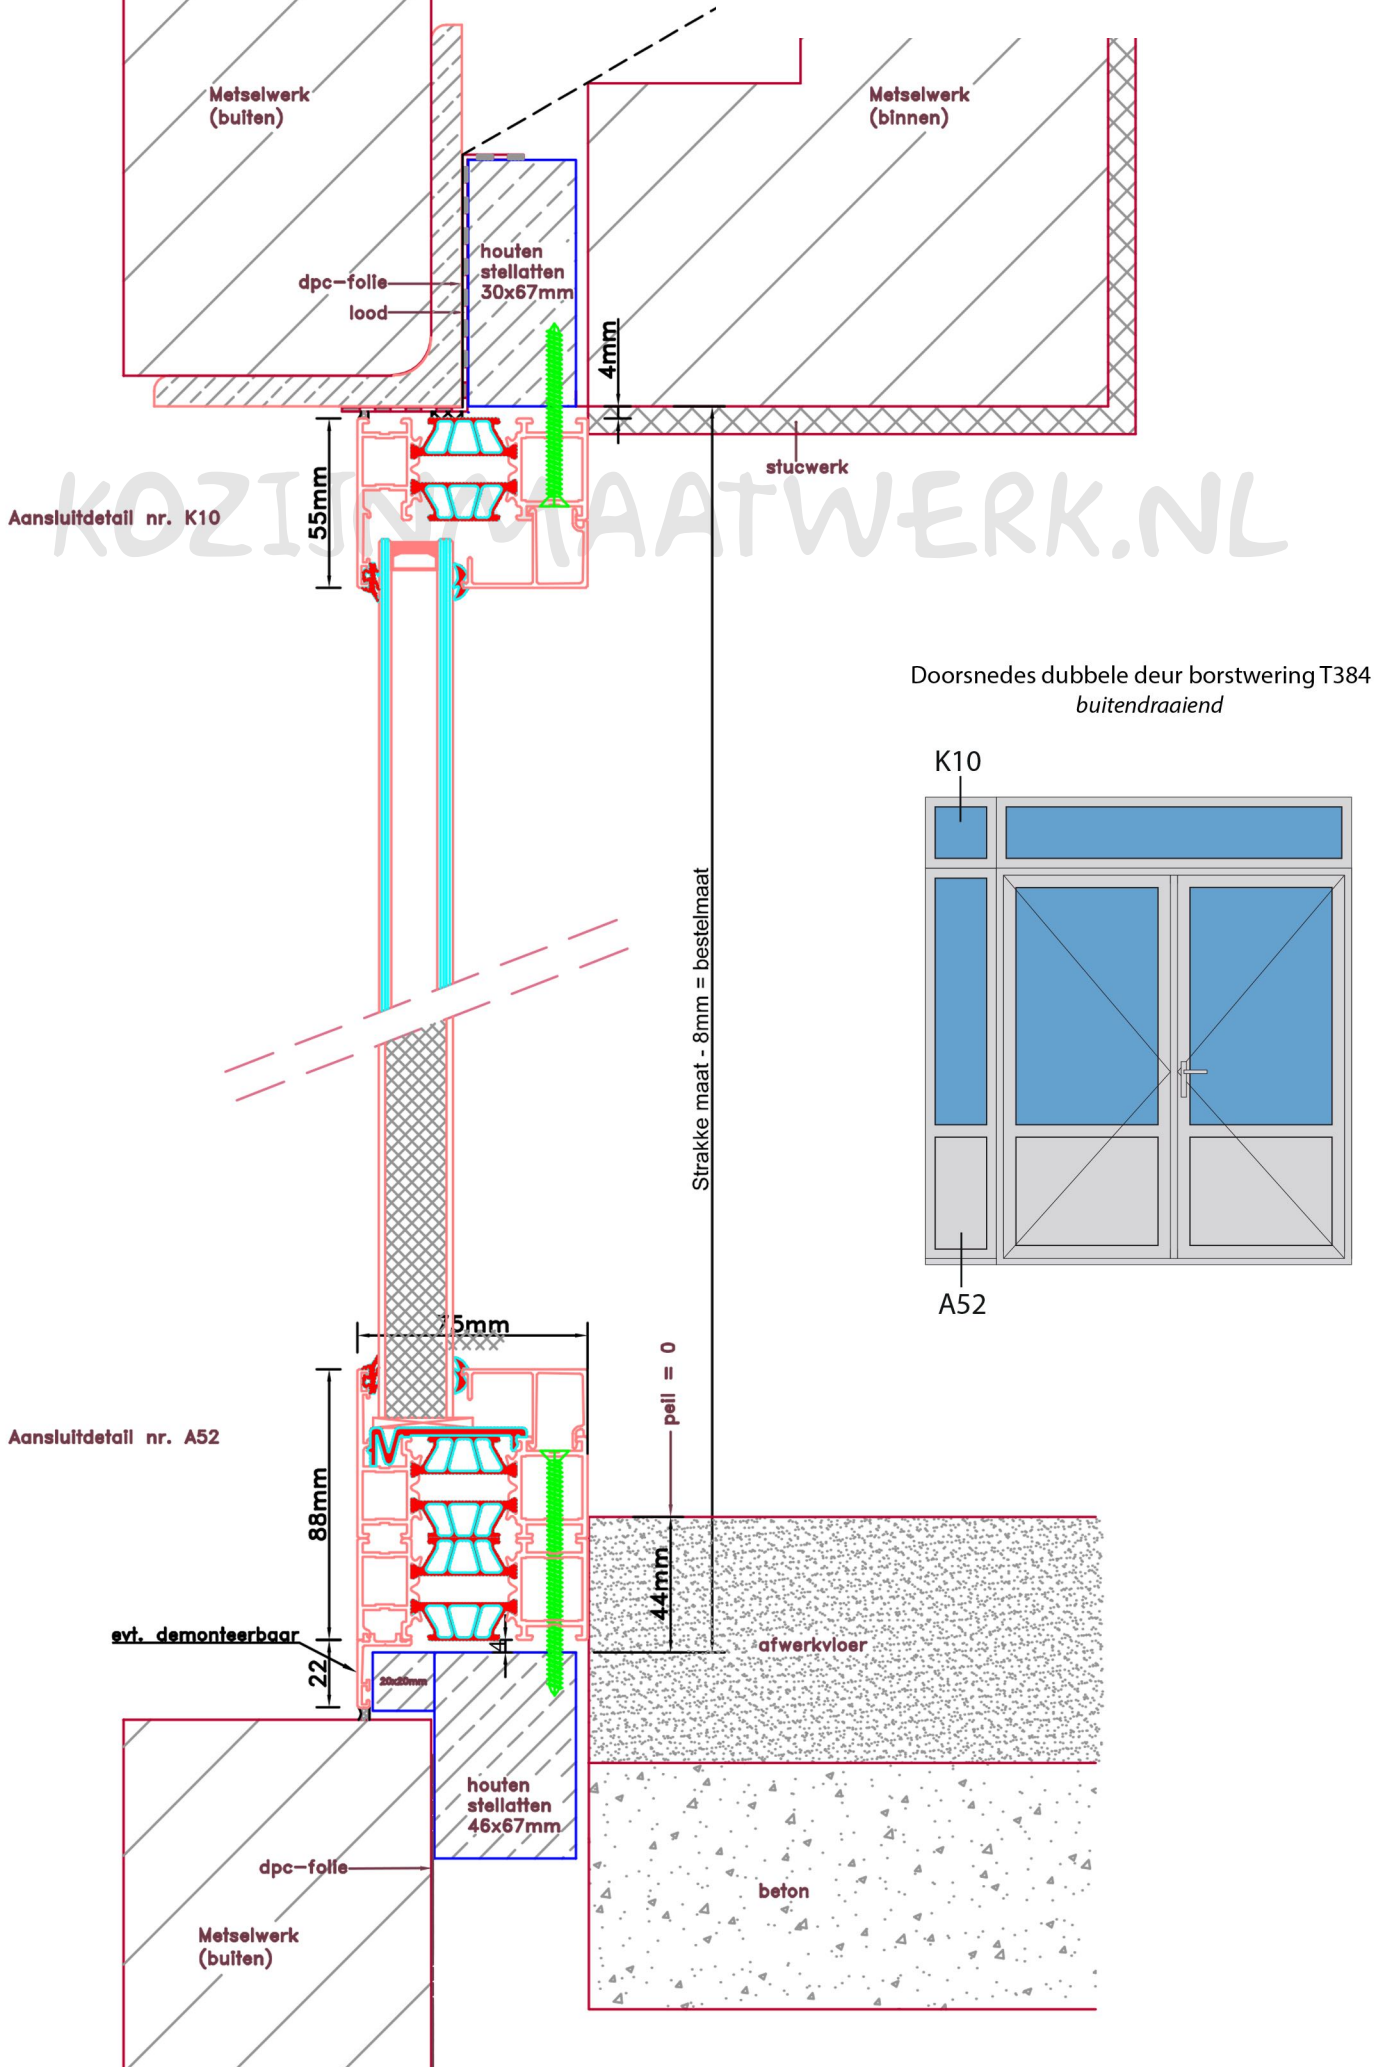 Metselwerk
(buiten)
Metselwerk
(binnen)
houten
stellatten
30x67mm
dpc-folie
lood
4mm
stucwerk
KOZIJNMAATWERK.NL
Aansluitdetail nr. K10
55mm
Doorsnedes dubbele deur borstwering T384
buitendraaiend
K10
A52
Strakke maat - 8mm = bestelmaat
75mm
peil = 0
Aansluitdetail nr. A52
88mm
44mm
evt. demonteerbaar
4
afwerkvloer
22
20x20mm
houten
stellatten
46x67mm
dpc-folie
beton
Metselwerk
(buiten)